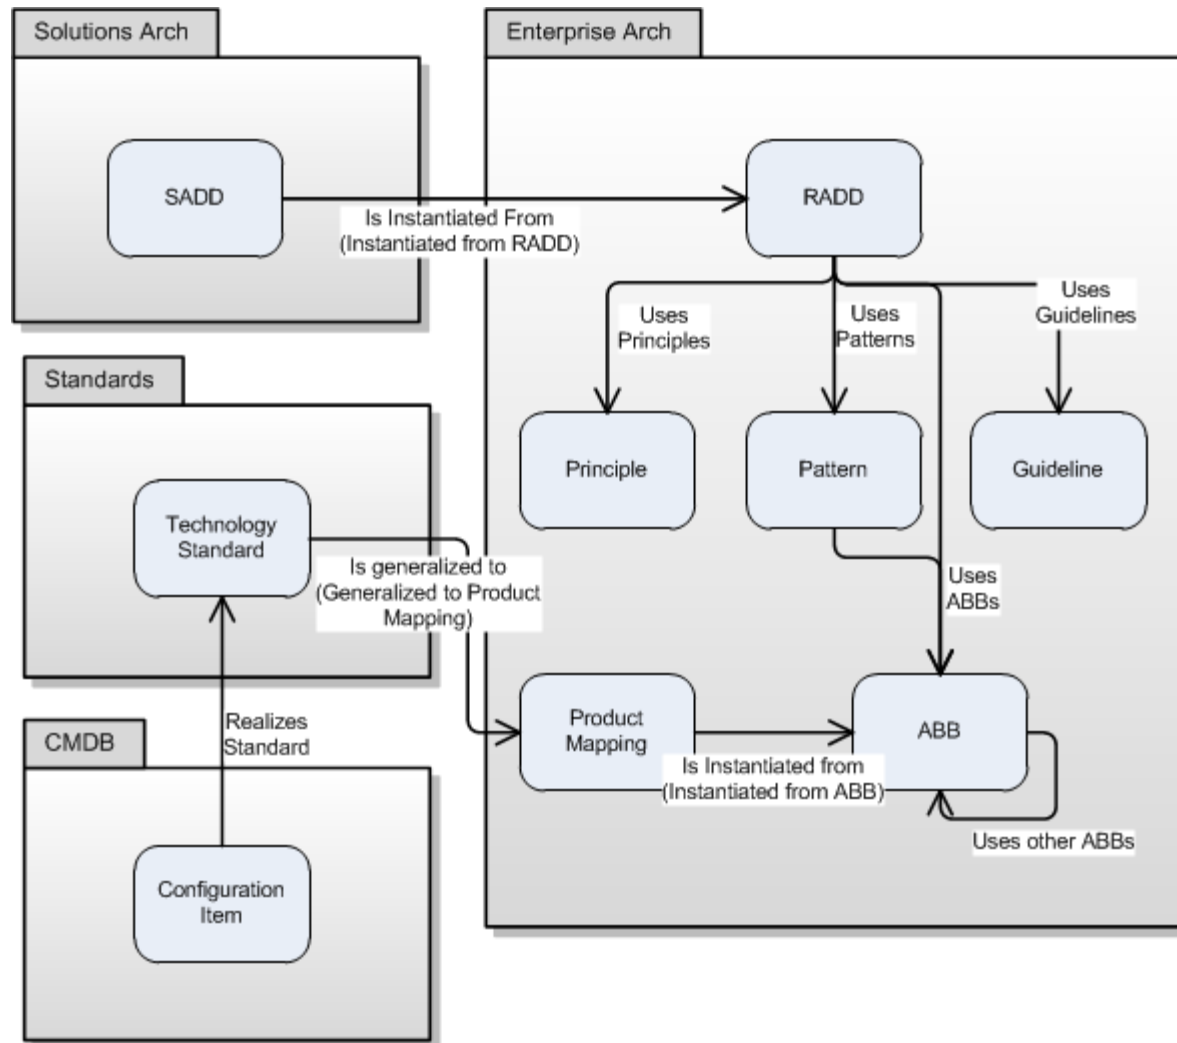 Solutions Arch
Enterprise Arch
SADD
RADD
Is Instantiated From
(Instantiated from RADD)
Uses
Principles
Uses
Patterns
Uses
Guidelines
Standards
Principle
Pattern
Guideline
Technology
Standard
Is generalized to
(Generalized to Product
Mapping)
Uses
ABBs
CMDB
Realizes
Standard
Product
Mapping
ABB
Is Instantiated from
(Instantiated from ABB)
Uses other ABBs
Configuration
Item